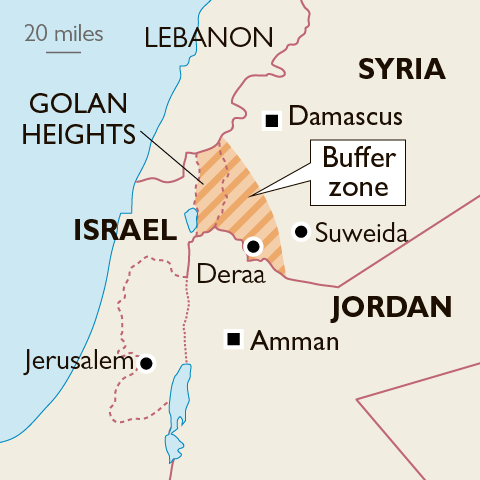 20 miles
LEBANON
SYRIA
GOLAN
HEIGHTS
Damascus
Buffer
zone
ISRAEL
Suweida
Deraa
JORDAN
Amman
Jerusalem